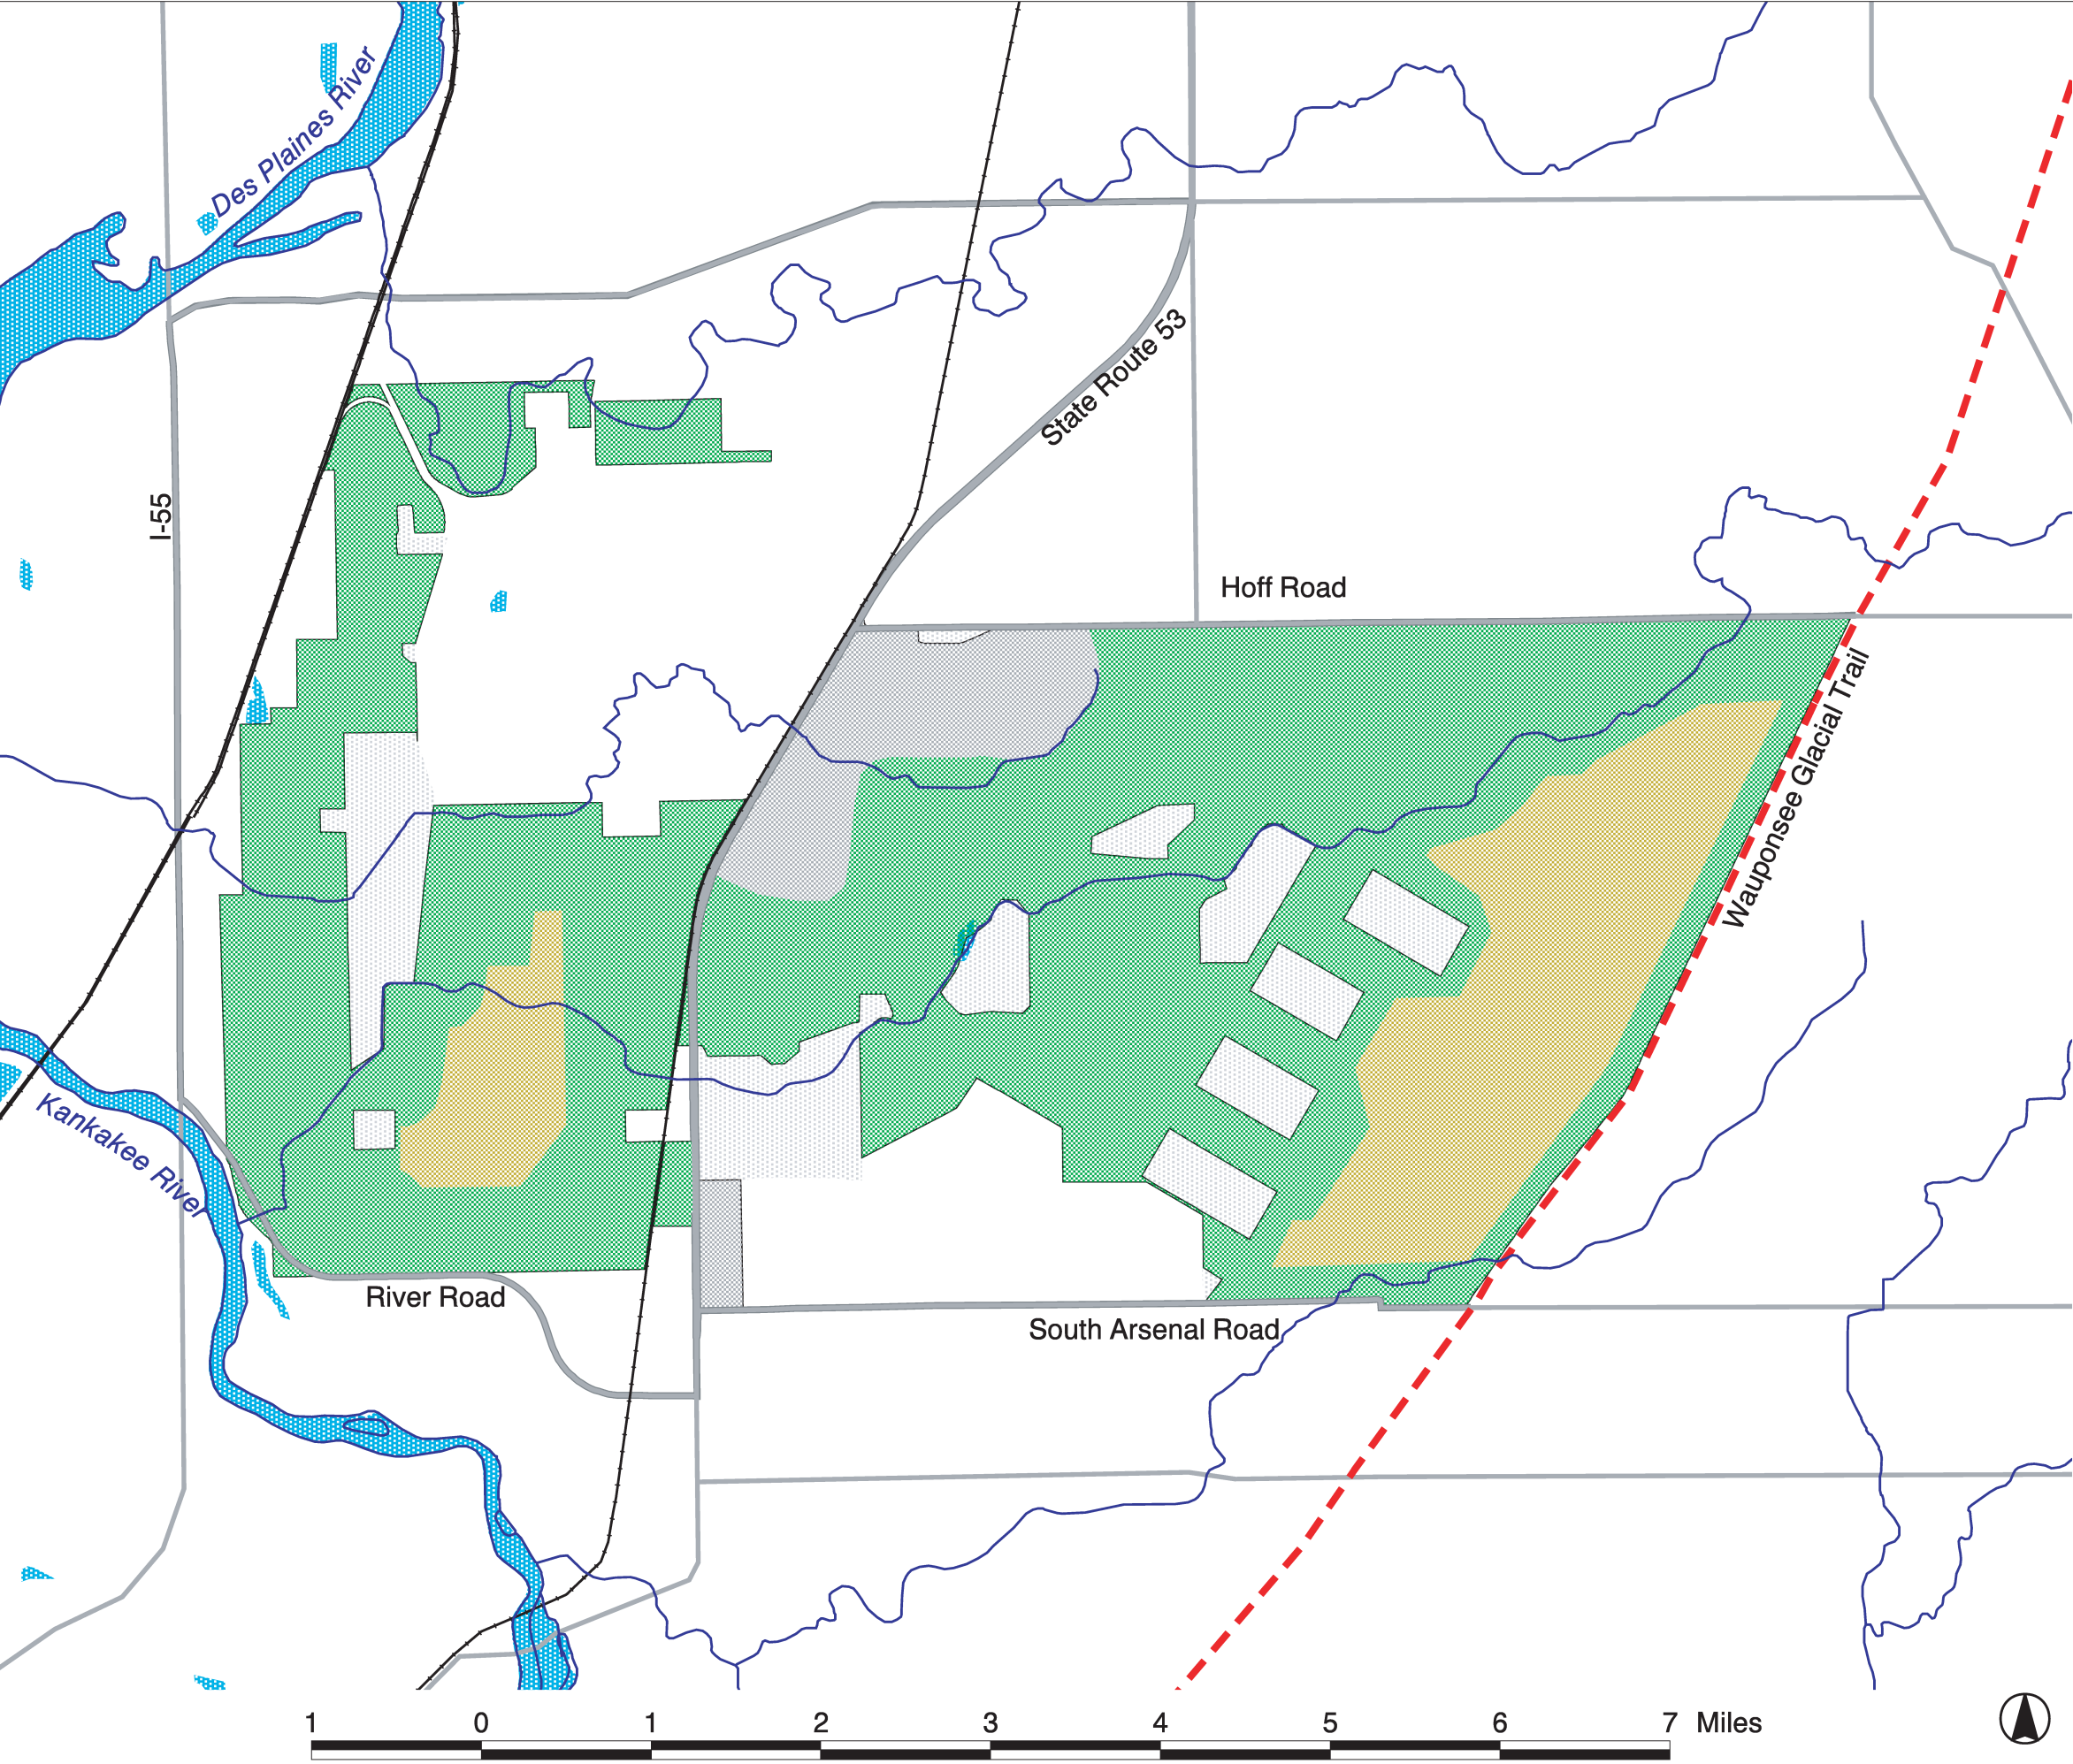 Des Plaines River
State Route 53
I-55
Hoff Road
Wauponsee Glacial Trail
Kankakee River
River Road
South Arsenal Road
1 0 1 2 3 4 5 6 7 Miles